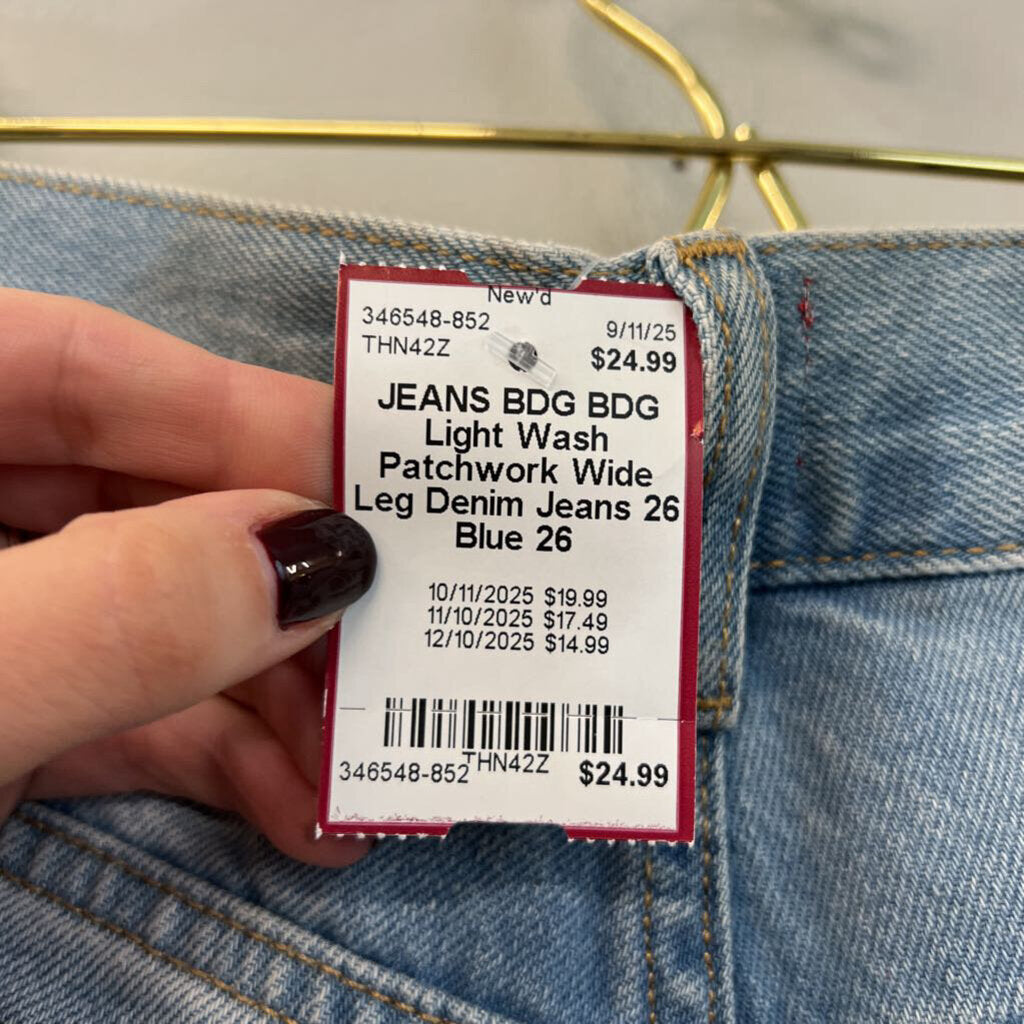 New'd
346548-852 9/11/25
THN42Z $24.99
JEANS BDG BDG
Light Wash
Patchwork Wide
Leg Denim Jeans 26
Blue 26
10/11/2025 $19.99
11/10/2025 $17.49
12/10/2025 $14.99
346548-852 THN42Z $24.99